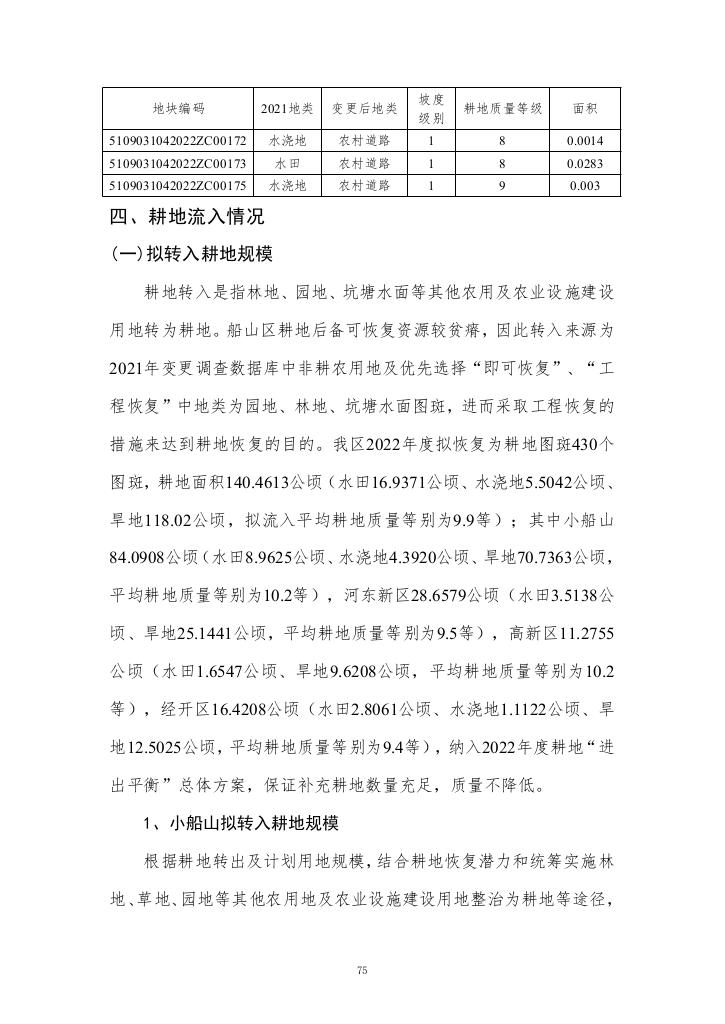 地块编码 2021地类 变更后地类 坡度级别 耕地质量等级 面积
5109031042022ZC00172 水浇地 农村道路 1 8 0.0014
5109031042022ZC00173 水田 农村道路 1 8 0.0283
5109031042022ZC00175 水浇地 农村道路 1 9 0.003
四、耕地流入情况
(一)拟转入耕地规模
耕地转入是指林地、园地、坑塘水面等其他农用及农业设施建设
用地转为耕地。船山区耕地后备可恢复资源较贫瘠，因此转入来源为
2021年变更调查数据库中非耕农用地及优先选择“即可恢复”、“工
程恢复”中地类为园地、林地、坑塘水面图斑，进而采取工程恢复的
措施来达到耕地恢复的目的。我区2022年度拟恢复为耕地图斑430个
图斑，耕地面积140.4613公顷（水田16.9371公顷、水浇地5.5042公顷、
旱地118.02公顷，拟流入平均耕地质量等别为9.9等）；其中小船山
84.0908公顷（水田8.9625公顷、水浇地4.3920公顷、旱地70.7363公顷，
平均耕地质量等别为10.2等），河东新区28.6579公顷（水田3.5138公
顷、旱地25.1441公顷，平均耕地质量等别为9.5等），高新区11.2755
公顷（水田1.6547公顷、旱地9.6208公顷，平均耕地质量等别为10.2
等），经开区16.4208公顷（水田2.8061公顷、水浇地1.1122公顷、旱
地12.5025公顷，平均耕地质量等别为9.4等），纳入2022年度耕地“进
出平衡”总体方案，保证补充耕地数量充足，质量不降低。
1、小船山拟转入耕地规模
根据耕地转出及计划用地规模，结合耕地恢复潜力和统筹实施林
地、草地、园地等其他农用地及农业设施建设用地整治为耕地等途径，
75